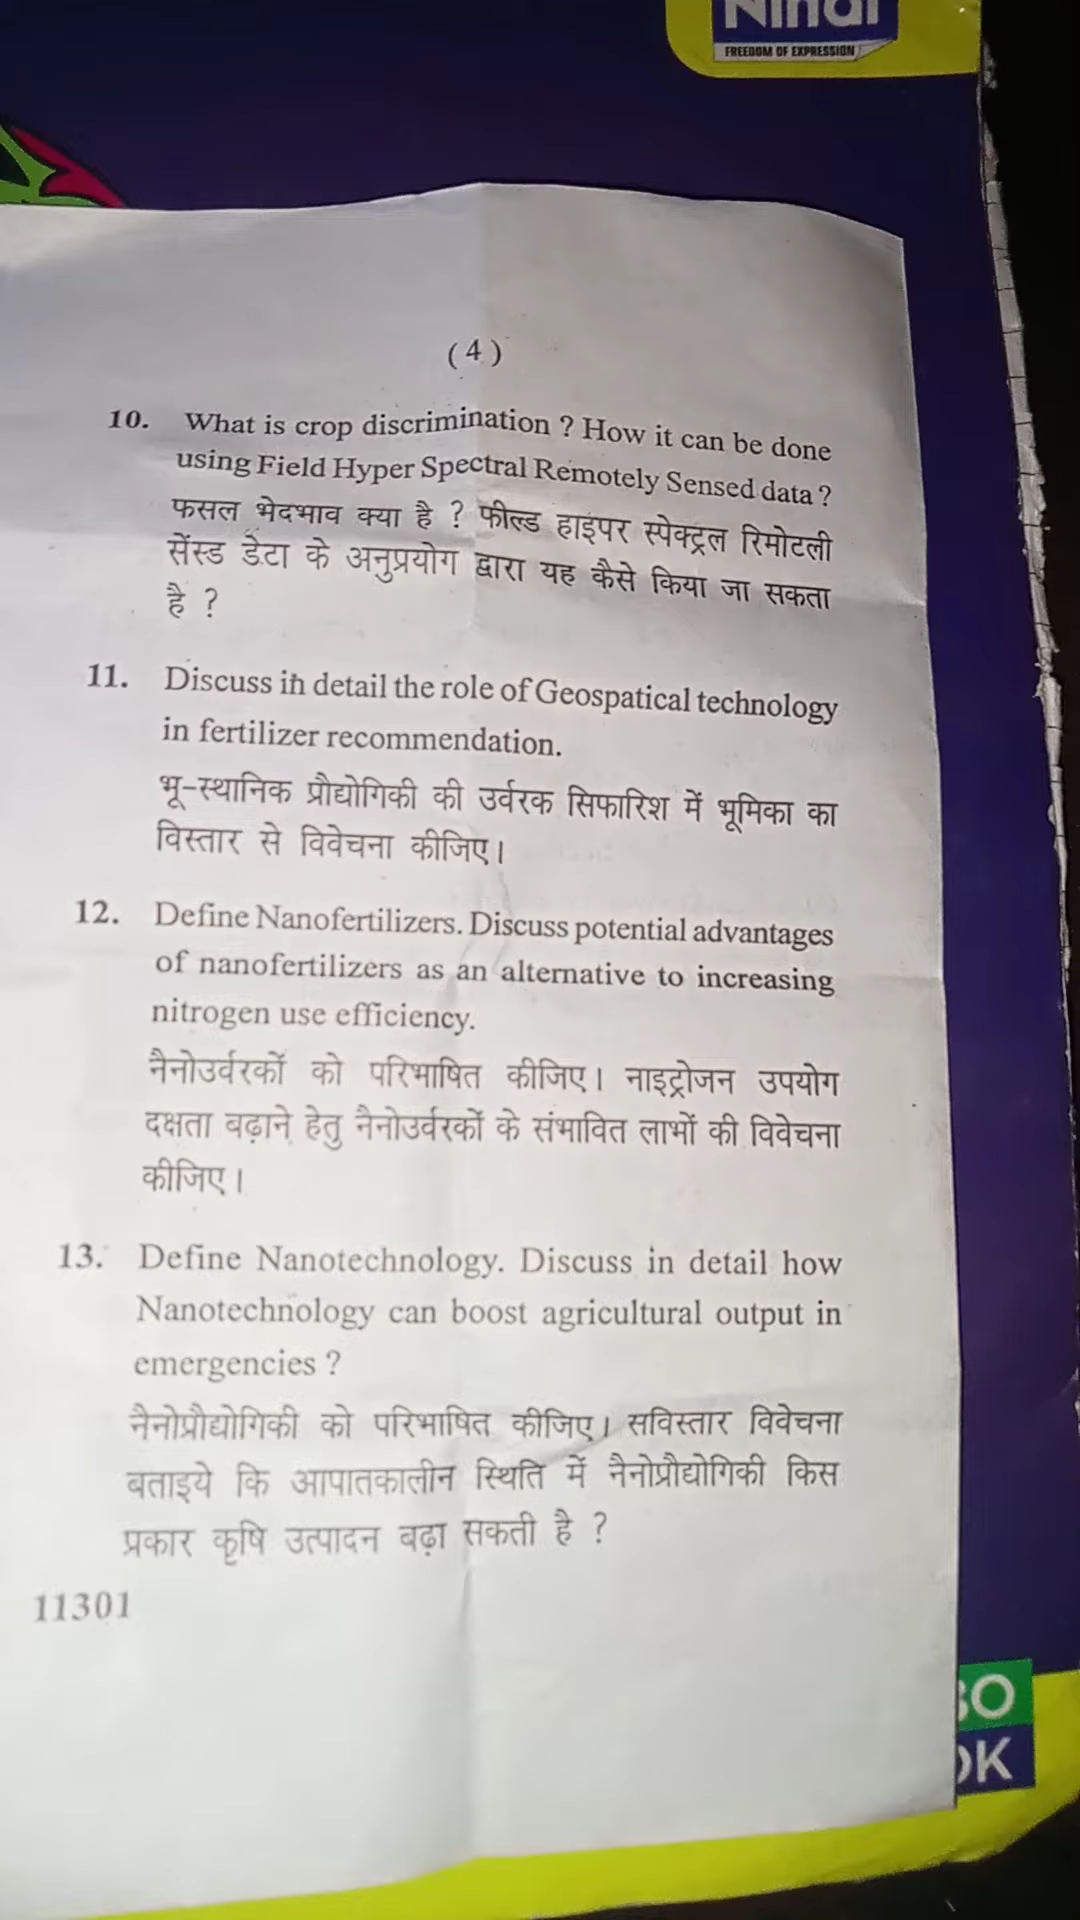 FREEDOM OF EXPRESSION
(4)
10. What is crop discrimination ? How it can be done
using Field Hyper Spectral Remotely Sensed data ?
फसल भेदभाव क्या है ? फील्ड हाइपर स्पेक्ट्रल रिमोटली
सेंस्ड डेटा के अनुप्रयोग द्वारा यह कैसे किया जा सकता
है ?
11. Discuss in detail the role of Geospatical technology
in fertilizer recommendation.
भू-स्थानिक प्रौद्योगिकी की उर्वरक सिफारिश में भूमिका का
विस्तार से विवेचना कीजिए।
12. Define Nanofertilizers. Discuss potential advantages
of nanofertilizers as an alternative to increasing
nitrogen use efficiency.
नैनोउर्वरकों को परिभाषित कीजिए। नाइट्रोजन उपयोग
दक्षता बढ़ाने हेतु नैनोउर्वरकों के संभावित लाभों की विवेचना
कीजिए।
13. Define Nanotechnology. Discuss in detail how
Nanotechnology can boost agricultural output in
emergencies ?
नैनोप्रौद्योगिकी को परिभाषित कीजिए। सविस्तार विवेचना
बताइये कि आपातकालीन स्थिति में नैनोप्रौद्योगिकी किस
प्रकार कृषि उत्पादन बढ़ा सकती है ?
11301